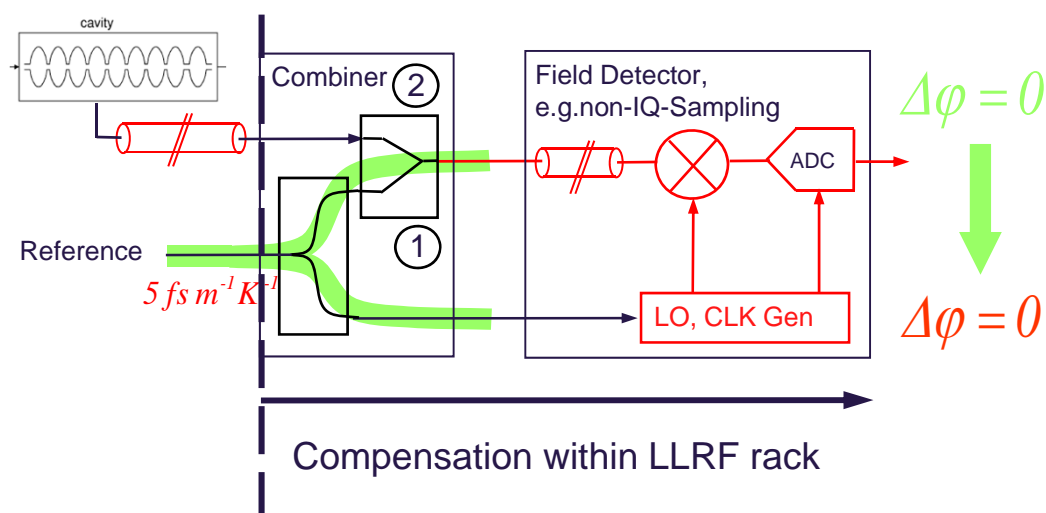 cavity
Combiner
2
Field Detector,
e.g.non-IQ-Sampling
Δφ = 0
ADC
1
Reference
5 fs m⁻¹ K⁻¹
LO, CLK Gen
Δφ = 0
Compensation within LLRF rack